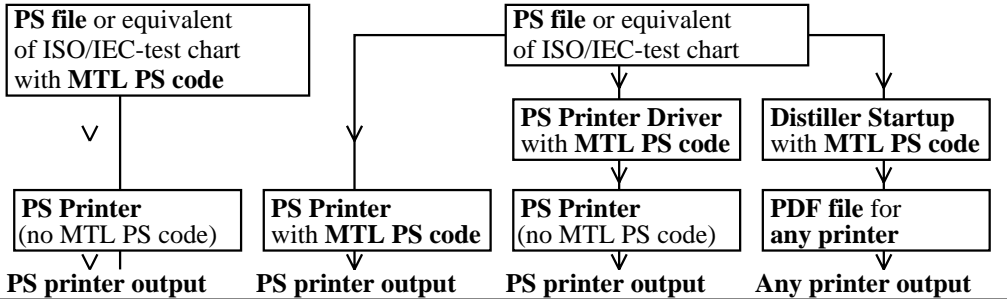 PS file or equivalent
of ISO/IEC-test chart
with MTL PS code
PS file or equivalent
of ISO/IEC-test chart
PS Printer Driver
with MTL PS code
Distiller Startup
with MTL PS code
PS Printer
(no MTL PS code)
PS Printer
with MTL PS code
PS Printer
(no MTL PS code)
PDF file for
any printer
PS printer output
PS printer output
PS printer output
Any printer output